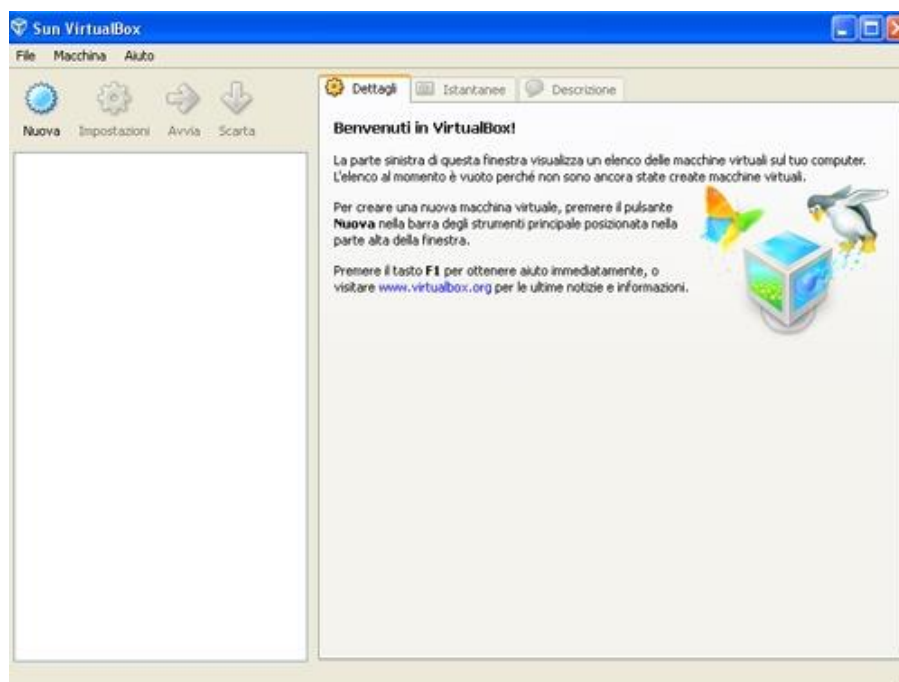 Sun VirtualBox
File Macchina Aiuto
Nuova Impostazioni Avvia Scarta
Dettagli Istantanee Descrizione
Benvenuti in VirtualBox!
La parte sinistra di questa finestra visualizza un elenco delle macchine virtuali sul tuo computer.
L'elenco al momento è vuoto perché non sono ancora state create macchine virtuali.
Per creare una nuova macchina virtuale, premere il pulsante
Nuova nella barra degli strumenti principale posizionata nella
parte alta della finestra.
Premere il tasto F1 per ottenere aiuto immediatamente, o
visitare www.virtualbox.org per le ultime notizie e informazioni.